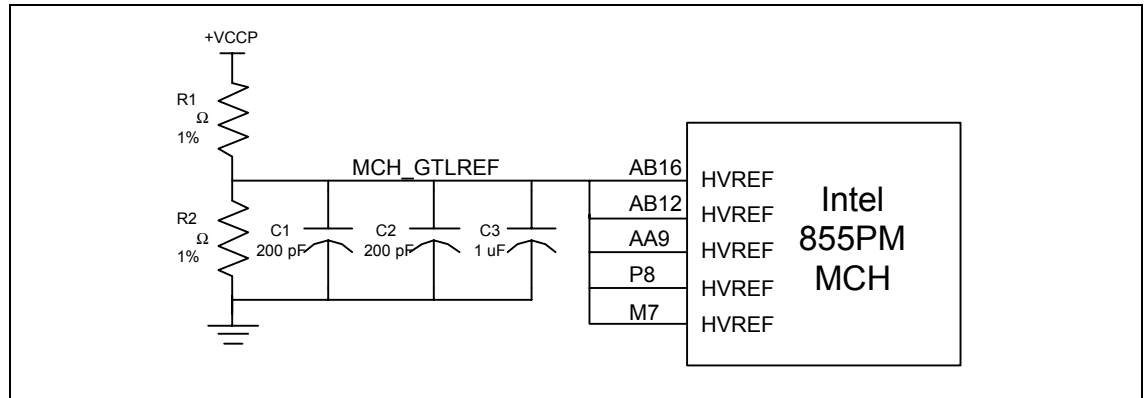 +VCCP
R1
Ω
1%
MCH_GTLREF
R2
Ω
1%
C1
200 pF
C2
200 pF
C3
1 uF
AB16
AB12
AA9
P8
M7
HVREF
HVREF
HVREF
HVREF
HVREF
Intel
855PM
MCH